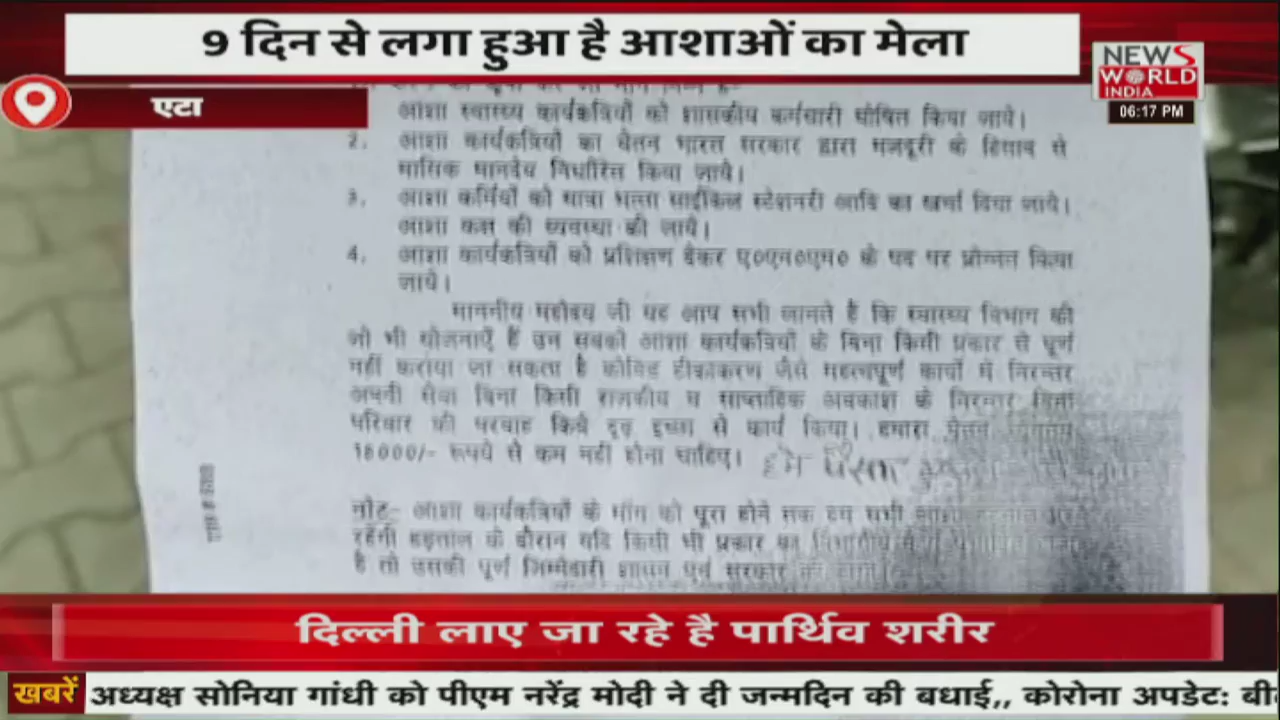 9 दिन से लगा हुआ है आशाओं का मेला
NEWS
WORLD
INDIA
06:17 PM
एटा
आशा स्वास्थ्य कार्यकत्रियों को शासकीय कर्मचारी घोषित किया जाये।
2. आशा कार्यकत्रियों का वेतन भारत सरकार द्वारा मजदूरी के हिसाब से
मासिक मानदेय निर्धारित किया जाये।
3. आशा कर्मियों को यात्रा भत्ता साईकिल स्टेशनरी आदि का खर्चा दिया जाये।
आशा कक्ष की व्यवस्था की जाये।
4. आशा कार्यकत्रियों को प्रशिक्षण देकर ए०एन०एम० के पद पर प्रोन्नत किया
जाये।
माननीय महोदय जी यह आप सभी जानते हैं कि स्वास्थ्य विभाग की
जो भी योजनाएँ हैं उन सबको आशा कार्यकत्रियों के बिना किसी प्रकार से पूर्ण
नहीं कराया जा सकता है कोविड टीकाकरण जैसे महत्वपूर्ण कार्यो में निरन्तर
अपनी सेवा बिना किसी राजकीय व साप्ताहिक अवकाश के निरन्तर बिना
परिवार की परवाह किये से कार्य किया। हमारा वेतन
18000/- रूपये से कम नहीं होना चाहिए। हम
नोट:- आशा कार्यकत्रियों के माँग को पूरा होने तक हम सभी
रहेंगी हड़ताल के दौरान यदि किसी भी प्रकार का
है तो उसकी पूर्ण जिम्मेदारी शासन एवं सरकार की
दिल्ली लाए जा रहे है पार्थिव शरीर
खबरें अध्यक्ष सोनिया गांधी को पीएम नरेंद्र मोदी ने दी जन्मदिन की बधाई,, कोरोना अपडेट: